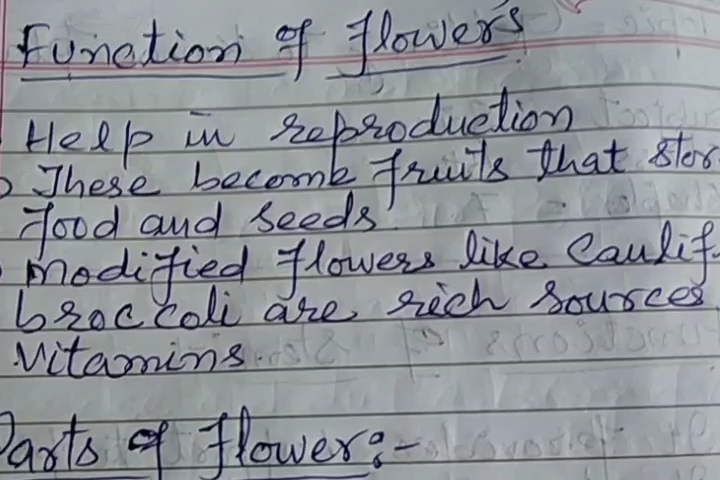 Function of flowers
Help in reproduction
These become fruits that stor
food and seeds
Modified flowers like Caulif
broccoli are rich sources
Vitamins.
Parts of flower:-